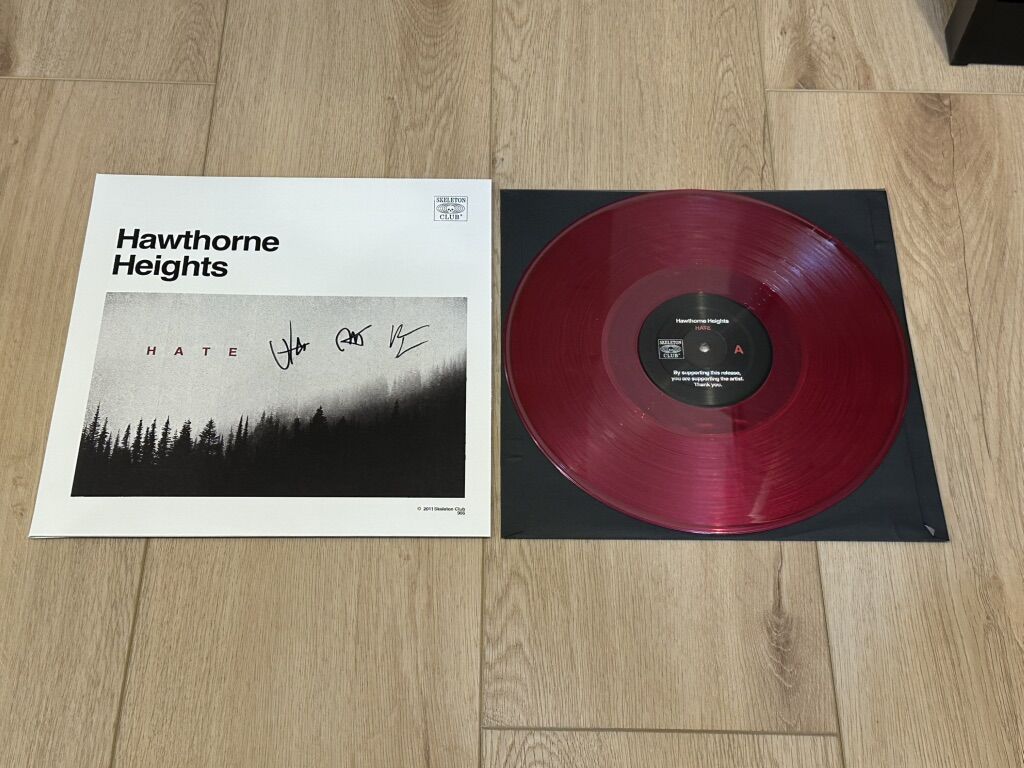 SKELETON
CLUB
Hawthorne
Heights
HATE
© 2011 Skeleton Club
Hawthorne Heights
HATE
SKELETON
CLUB
A
By supporting this release,
you are supporting the artist.
Thank you.